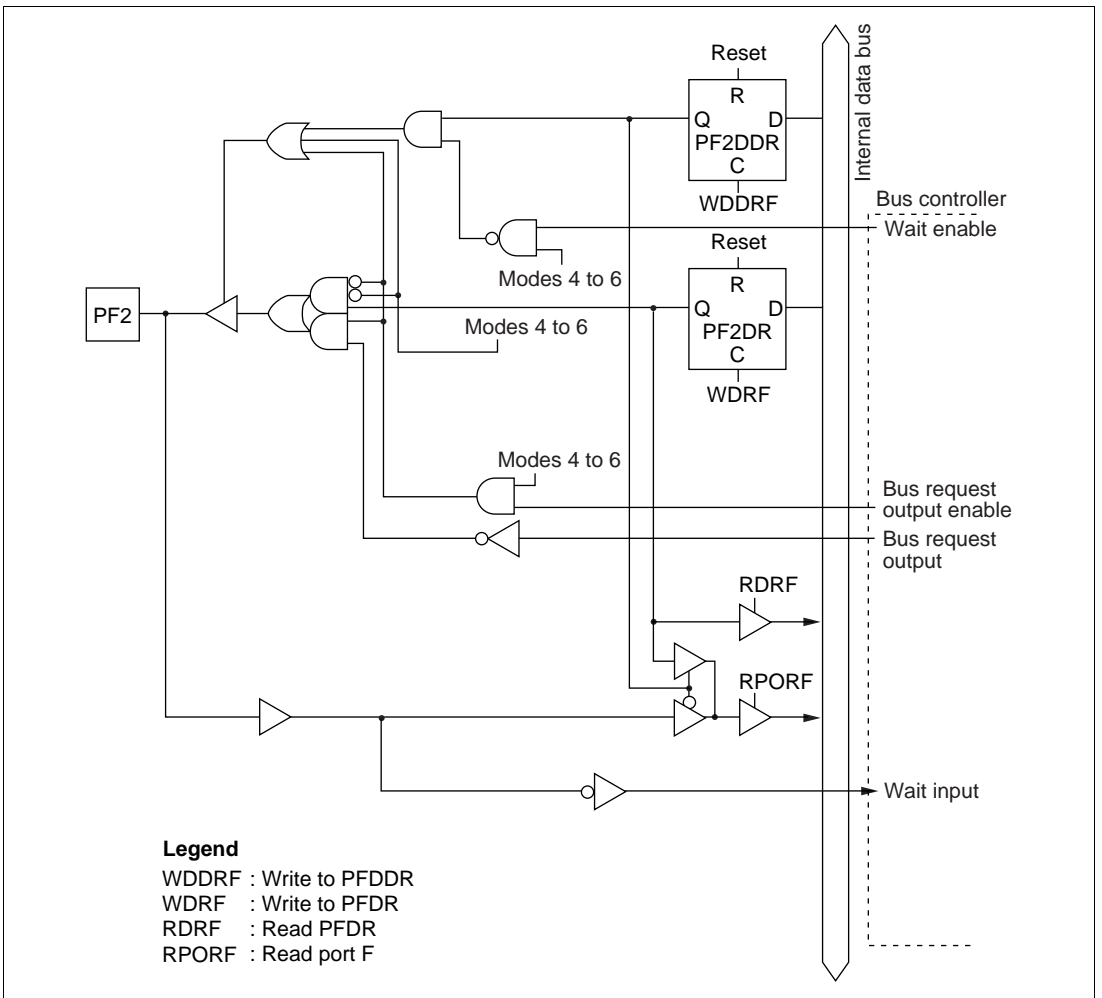 Reset
R
Q D
PF2DDR
C
WDDRF
Internal data bus
Bus controller
Wait enable
Modes 4 to 6
Reset
R
Q D
PF2DR
C
WDRF
PF2
Modes 4 to 6
Modes 4 to 6
Bus request
output enable
Bus request
output
RDRF
RPORF
Wait input
Legend
WDDRF : Write to PFDDR
WDRF : Write to PFDR
RDRF : Read PFDR
RPORF : Read port F